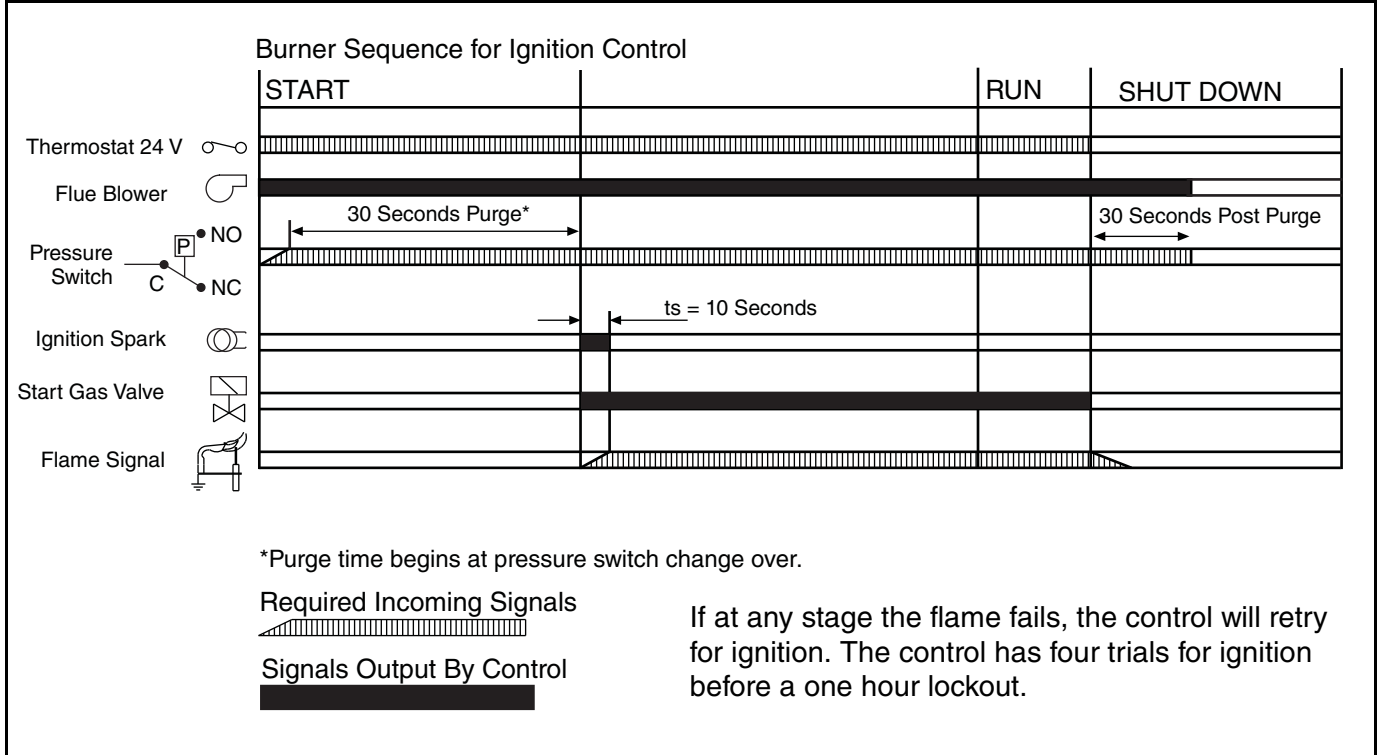 Burner Sequence for Ignition Control
START
RUN
SHUT DOWN
Thermostat 24 V
Flue Blower
30 Seconds Purge*
30 Seconds Post Purge
Pressure
Switch
P
NO
C
NC
ts = 10 Seconds
Ignition Spark
Start Gas Valve
Flame Signal
*Purge time begins at pressure switch change over.
Required Incoming Signals
Signals Output By Control
If at any stage the flame fails, the control will retry
for ignition. The control has four trials for ignition
before a one hour lockout.